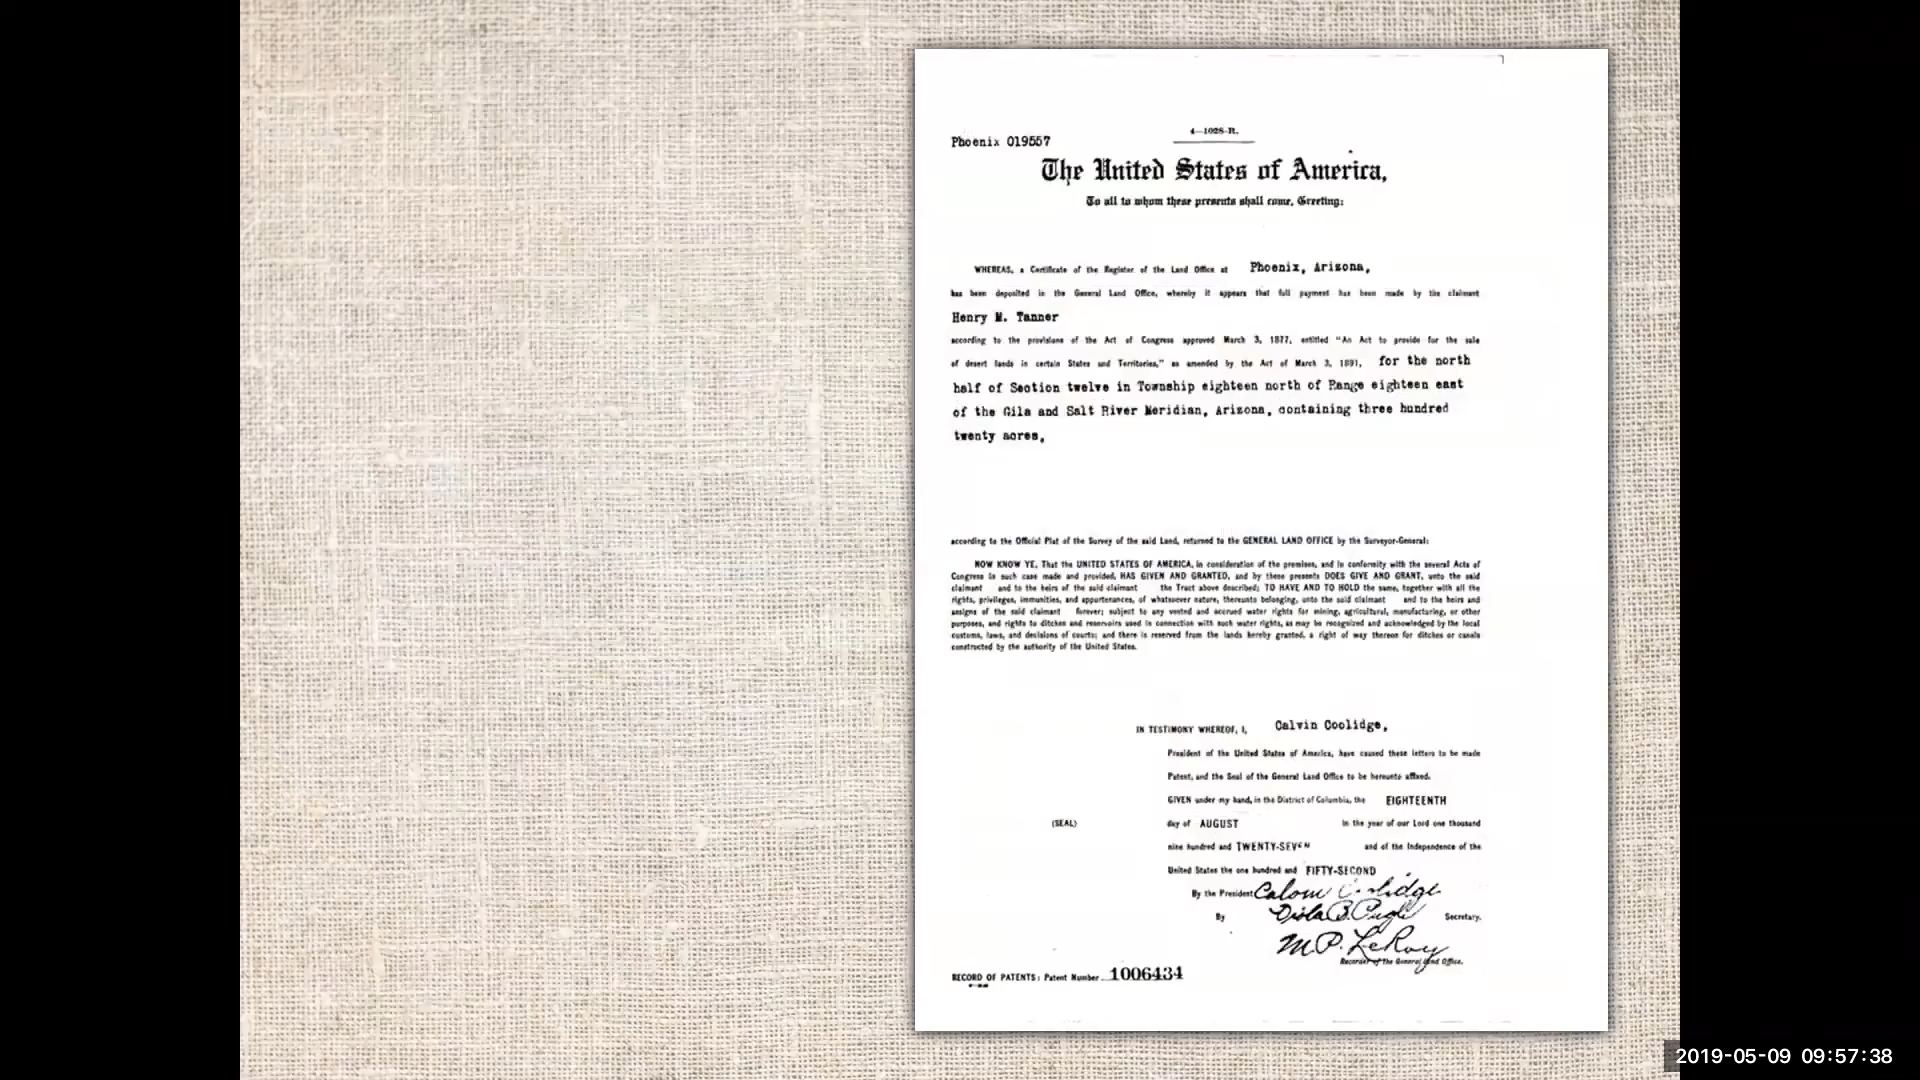 4—1028-R.
Phoenix 019557
The United States of America,
To all to whom these presents shall come, Greeting:
WHEREAS, a Certificate of the Register of the Land Office at Phoenix, Arizona,
has been deposited in the General Land Office, whereby it appears that full payment has been made by the claimant
Henry M. Tanner
according to the provisions of the Act of Congress approved March 3, 1877, entitled "An Act to provide for the sale
of desert lands in certain States and Territories," as amended by the Act of March 3, 1891, for the north
half of Section twelve in Township eighteen north of Range eighteen east
of the Gila and Salt River Meridian, Arizona, containing three hundred
twenty acres,
according to the Official Plat of the Survey of the said Land, returned to the GENERAL LAND OFFICE by the Surveyor-General:
NOW KNOW YE, That the UNITED STATES OF AMERICA, in consideration of the premises, and in conformity with the several Acts of
Congress in such case made and provided, HAS GIVEN AND GRANTED, and by these presents DOES GIVE AND GRANT, unto the said
claimant and to the heirs of the said claimant the Tract above described; TO HAVE AND TO HOLD the same, together with all the
rights, privileges, immunities, and appurtenances, of whatsoever nature, thereunto belonging, unto the said claimant and to the heirs and
assigns of the said claimant forever; subject to any vested and accrued water rights for mining, agricultural, manufacturing, or other
purposes, and rights to ditches and reservoirs used in connection with such water rights, as may be recognized and acknowledged by the local
customs, laws, and decisions of courts; and there is reserved from the lands hereby granted, a right of way thereon for ditches or canals
constructed by the authority of the United States.
IN TESTIMONY WHEREOF, I, Calvin Coolidge,
President of the United States of America, have caused these letters to be made
Patent, and the Seal of the General Land Office to be hereunto affixed.
GIVEN under my hand, in the District of Columbia, the EIGHTEENTH
(SEAL) day of AUGUST in the year of our Lord one thousand
nine hundred and TWENTY-SEVEN and of the Independence of the
United States the one hundred and FIFTY-SECOND
By the President: Calvin Coolidge
By Viola B. Pugh Secretary.
M.P. LeRoy
Recorder of the General Land Office.
RECORD OF PATENTS: Patent Number 1006434
2019-05-09 09:57:38